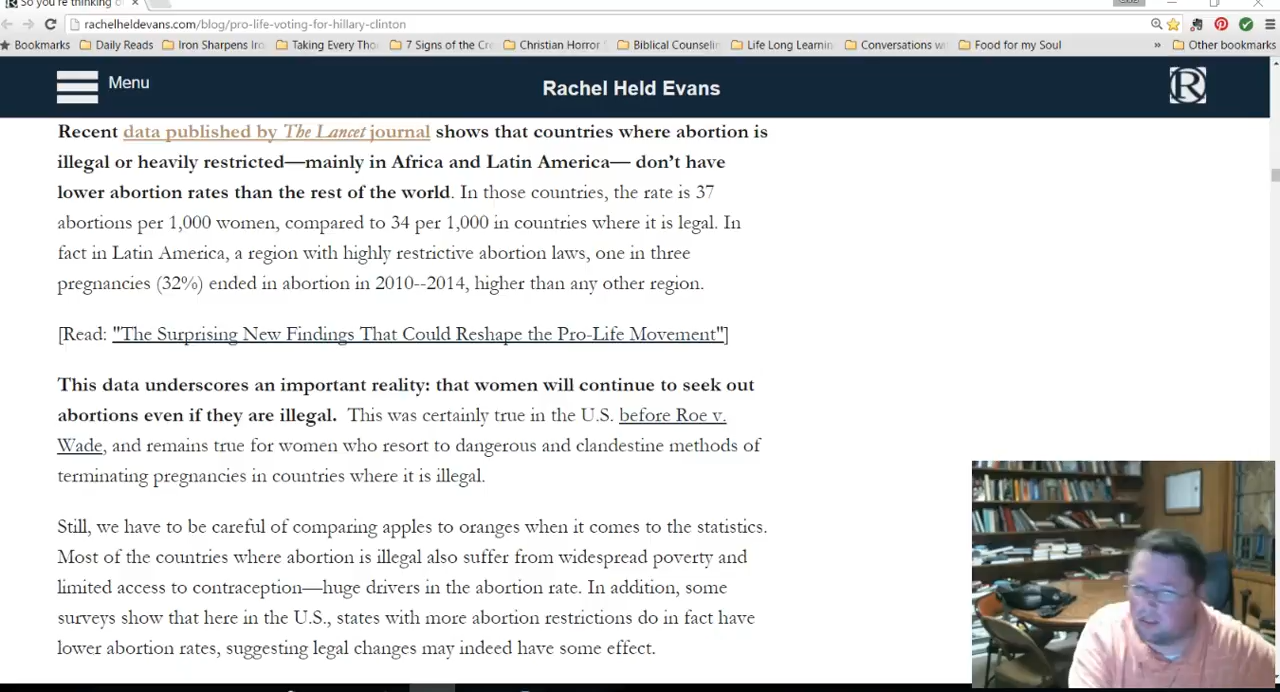 So you're thinking o
rachelheldevans.com/blog/pro-life-voting-for-hillary-clinton
Bookmarks Daily Reads Iron Sharpens Iro Taking Every Tho 7 Signs of the Cre Christian Horror Biblical Counselin Life Long Learnin Conversations w Food for my Soul » Other bookmarks
Menu Rachel Held Evans R
Recent data published by The Lancet journal shows that countries where abortion is
illegal or heavily restricted—mainly in Africa and Latin America— don't have
lower abortion rates than the rest of the world. In those countries, the rate is 37
abortions per 1,000 women, compared to 34 per 1,000 in countries where it is legal. In
fact in Latin America, a region with highly restrictive abortion laws, one in three
pregnancies (32%) ended in abortion in 2010--2014, higher than any other region.
[Read: "The Surprising New Findings That Could Reshape the Pro-Life Movement"]
This data underscores an important reality: that women will continue to seek out
abortions even if they are illegal. This was certainly true in the U.S. before Roe v.
Wade, and remains true for women who resort to dangerous and clandestine methods of
terminating pregnancies in countries where it is illegal.
Still, we have to be careful of comparing apples to oranges when it comes to the statistics.
Most of the countries where abortion is illegal also suffer from widespread poverty and
limited access to contraception—huge drivers in the abortion rate. In addition, some
surveys show that here in the U.S., states with more abortion restrictions do in fact have
lower abortion rates, suggesting legal changes may indeed have some effect.